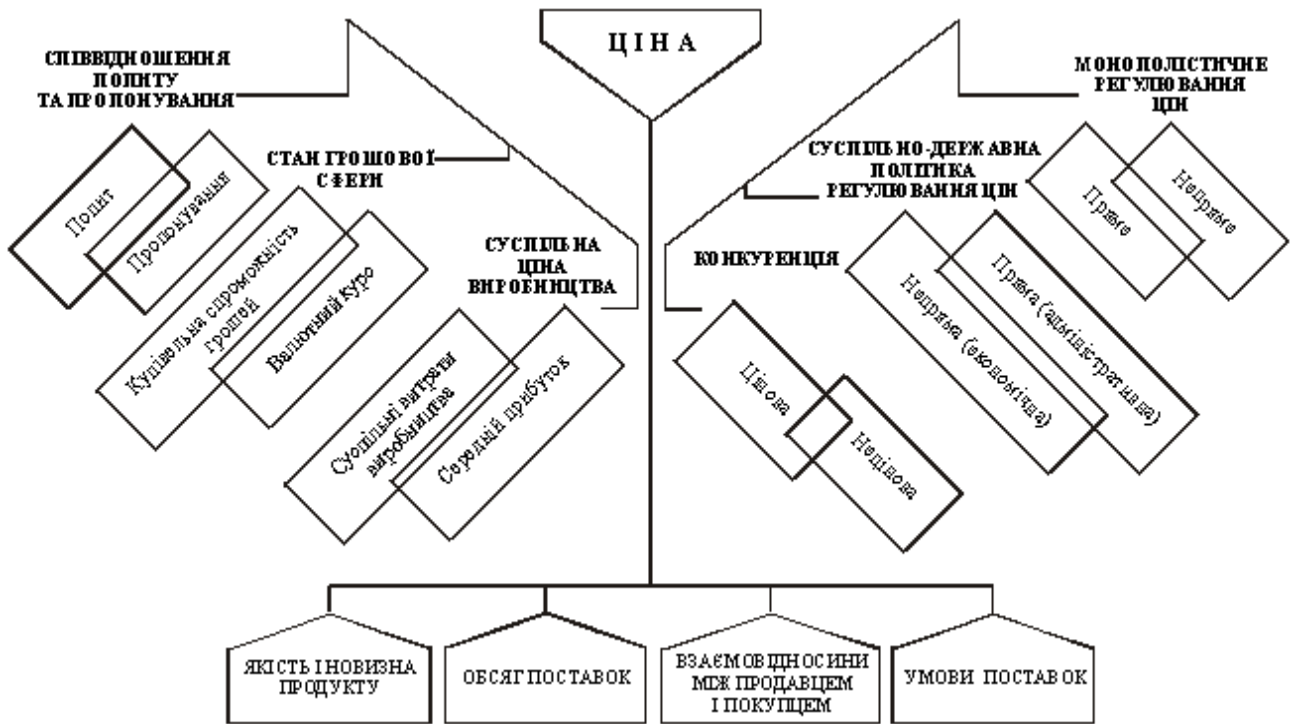 ЦІНА
СПІВВІДНОШЕННЯ
ПОПИТУ
ТА ПРОПОНУВАННЯ
Попит
Пропонування
СТАН ГРОШОВОЇ
СФЕРИ
Купівельна спроможність
грошей
Валютний курс
СУСПІЛЬНА
ЦІНА
ВИРОБНИЦТВА
Суспільні витрати
виробництва
Середній прибуток
КОНКУРЕНЦІЯ
Цінова
Нецінова
СУСПІЛЬНО-ДЕРЖАВНА
ПОЛІТИКА
РЕГУЛЮВАННЯ ЦІН
Непряма (економічна)
Пряма (адміністративна)
МОНОПОЛІСТИЧНЕ
РЕГУЛЮВАННЯ
ЦІН
Пряме
Непряме
ЯКІСТЬ І НОВИЗНА
ПРОДУКТУ
ОБСЯГ ПОСТАВОК
ВЗАЄМОВІДНОСИНИ
МІЖ ПРОДАВЦЕМ
І ПОКУПЦЕМ
УМОВИ ПОСТАВОК